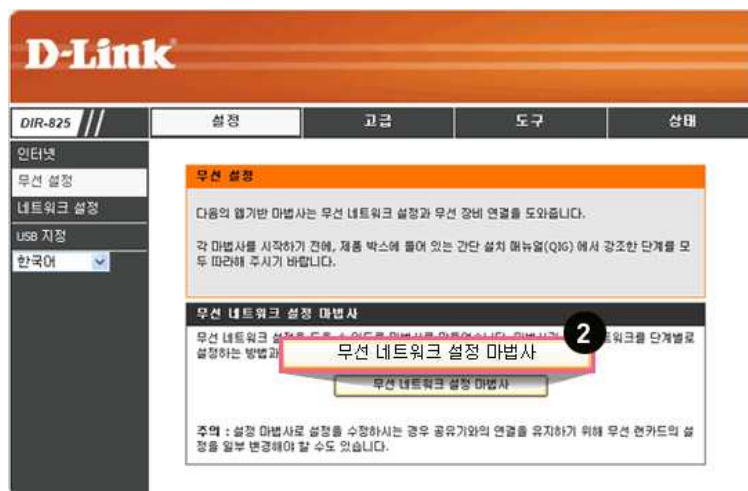 D-Link
DIR-825
설정
고급
도구
상태
인터넷
무선 설정
네트워크 설정
USB 지정
한국어
무선 설정
다음의 웹기반 마법사는 무선 네트워크 설정과 무선 장비 연결을 도와줍니다.
각 마법사를 시작하기 전에, 제품 박스에 들어 있는 간단 설치 매뉴얼(QIG) 에서 강조한 단계를 모
두 따라해 주시기 바랍니다.
무선 네트워크 설정 마법사
무선 네트워크
트워크를 단계별로
설정하는 방법과
무선 네트워크 설정 마법사
2
무선 네트워크 설정 마법사
주의 : 설정 마법사로 설정을 수정하시는 경우 공유기와의 연결을 유지하기 위해 무선 랜카드의 설
정을 일부 변경해야 할 수도 있습니다.